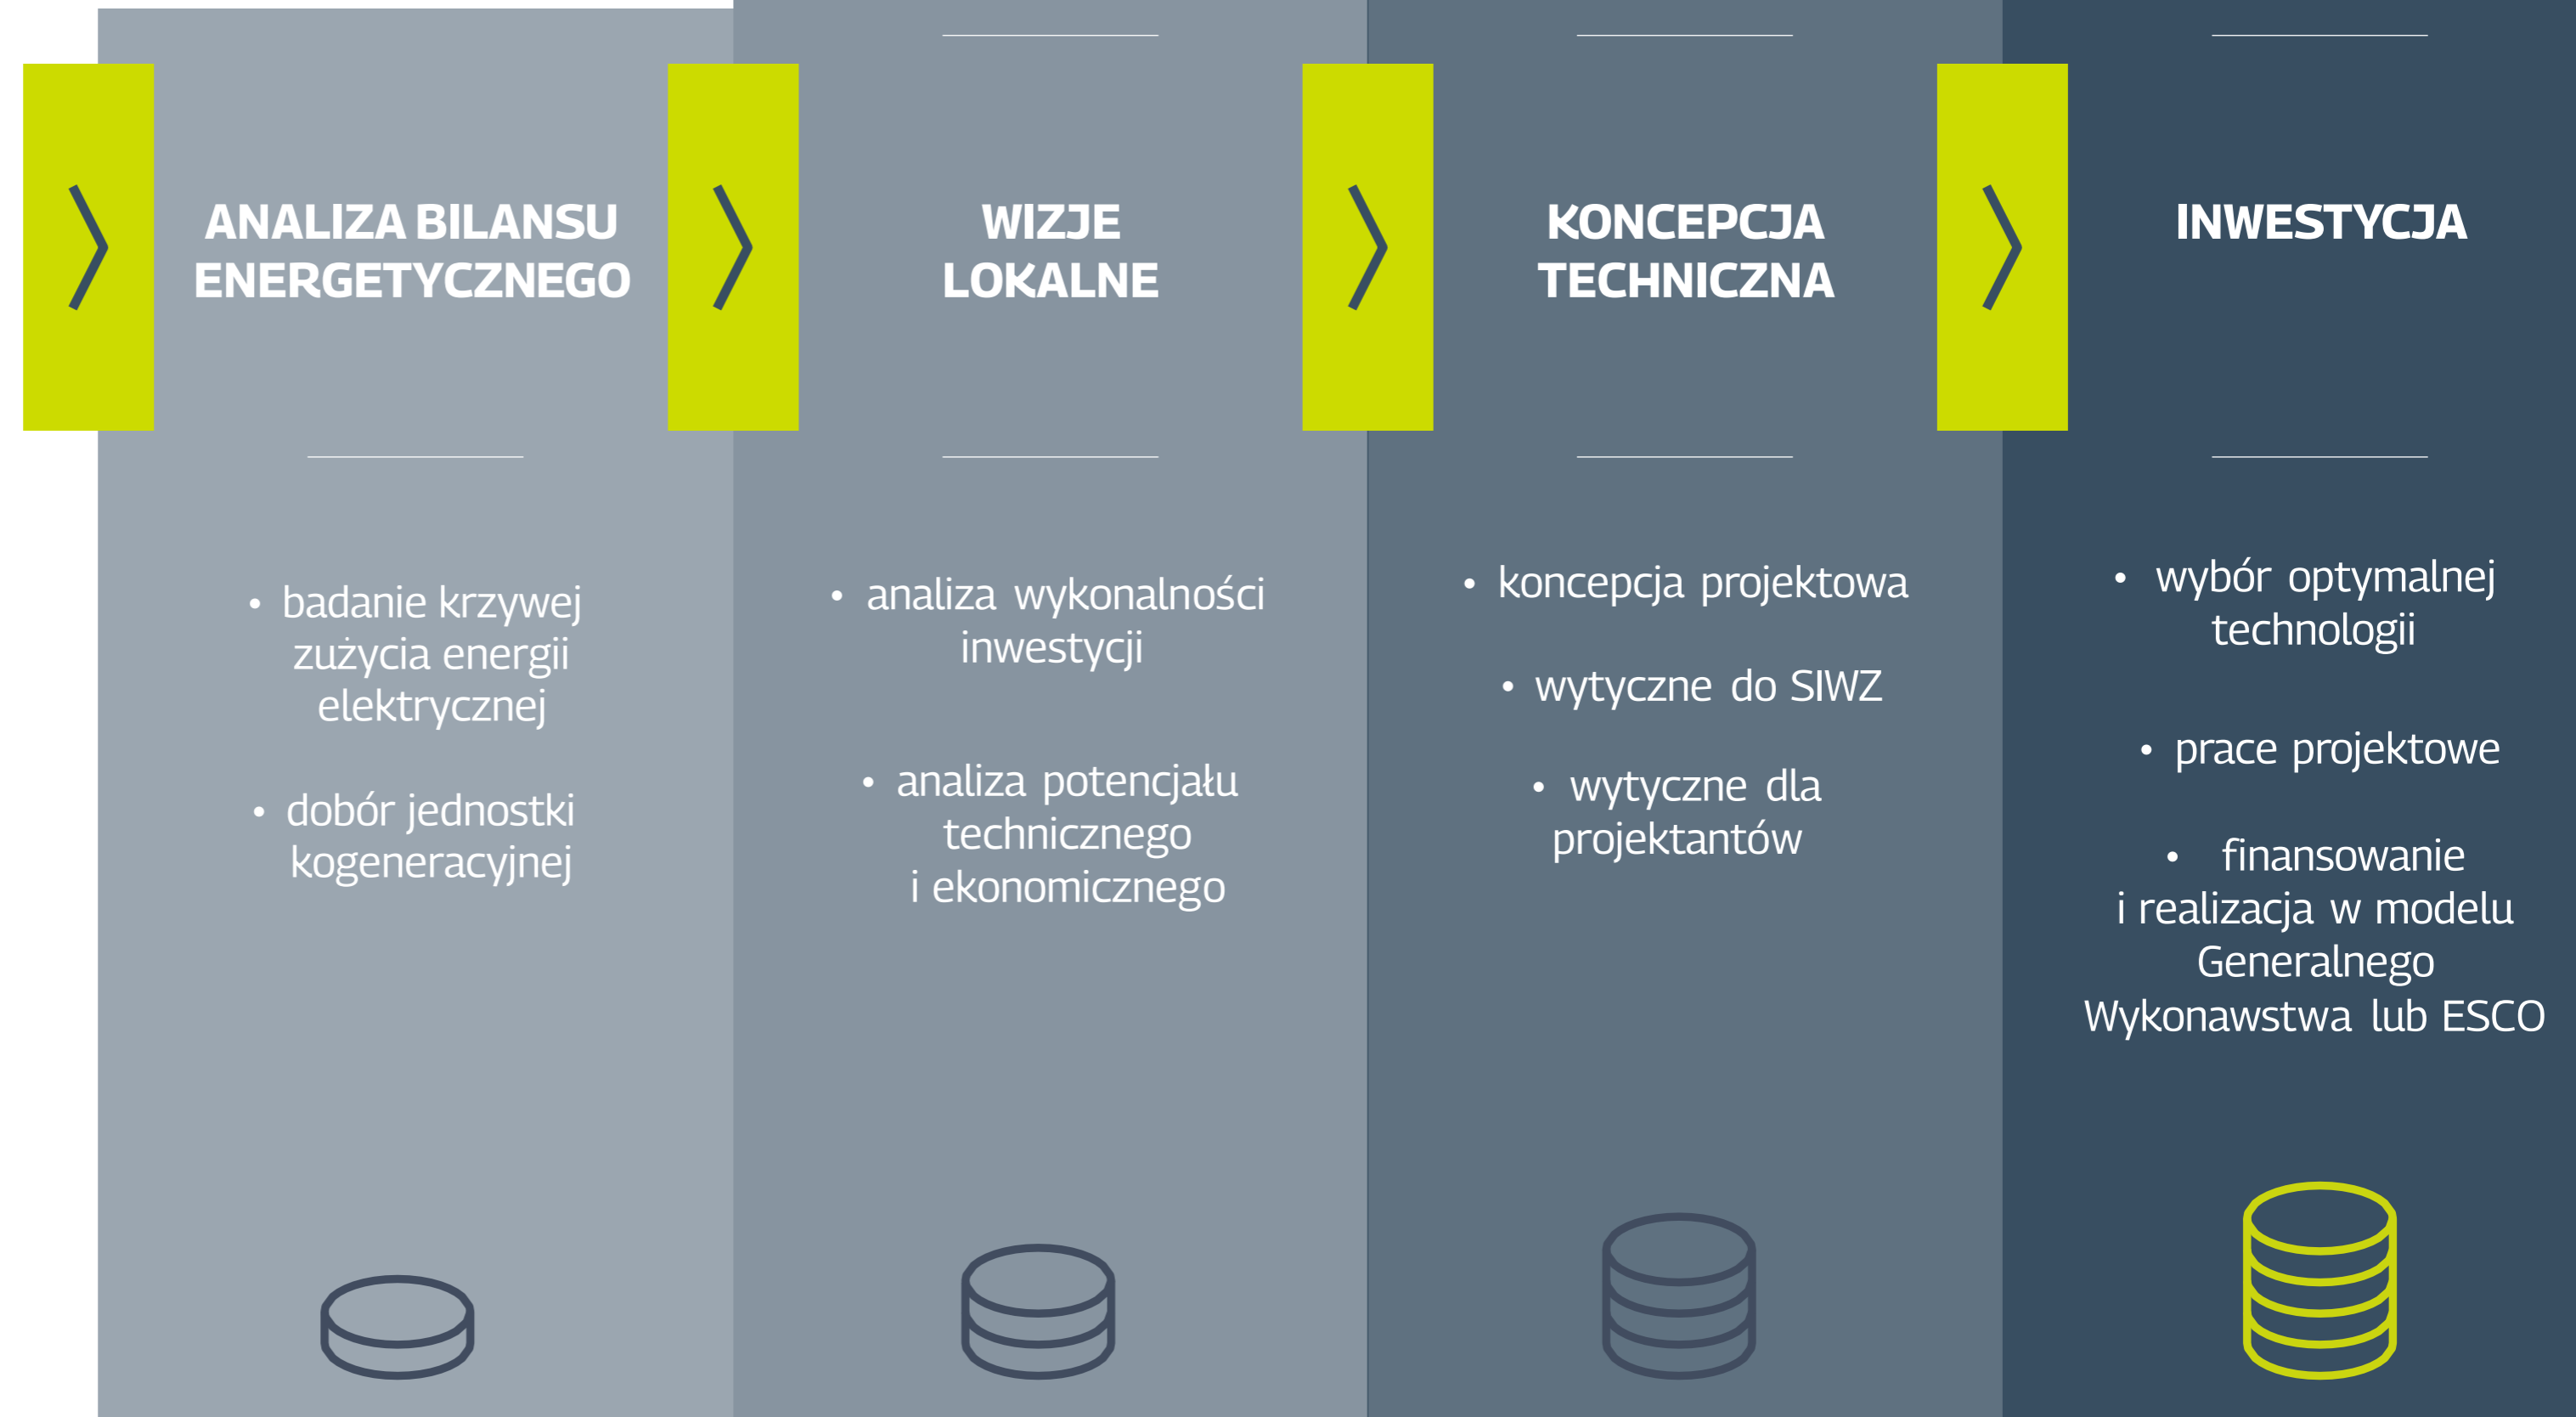 ANALIZA BILANSU
ENERGETYCZNEGO
• badanie krzywej
zużycia energii
elektrycznej
• dobór jednostki
kogeneracyjnej
WIZJE
LOKALNE
• analiza wykonalności
inwestycji
• analiza potencjału
technicznego
i ekonomicznego
KONCEPCJA
TECHNICZNA
• koncepcja projektowa
• wytyczne do SIWZ
• wytyczne dla
projektantów
INWESTYCJA
• wybór optymalnej
technologii
• prace projektowe
• finansowanie
i realizacja w modelu
Generalnego
Wykonawstwa lub ESCO